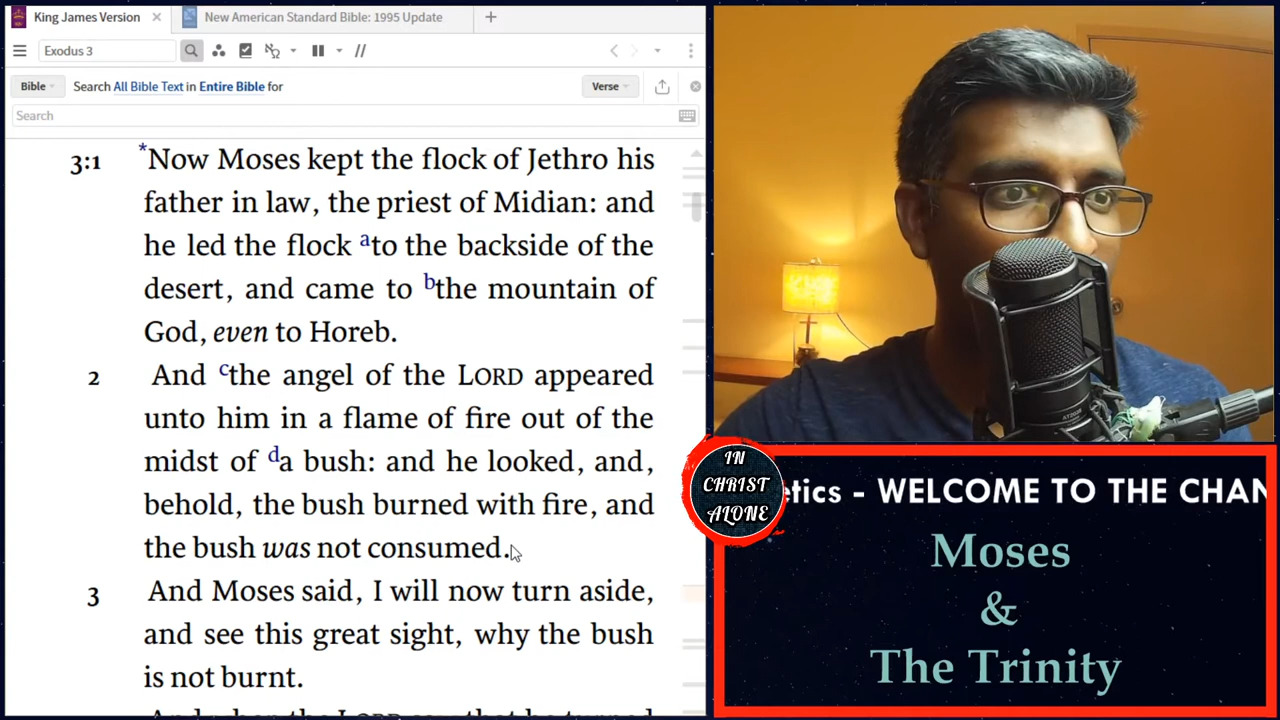 King James Version
New American Standard Bible: 1995 Update
Exodus 3
Bible
Search All Bible Text in Entire Bible for
Verse
Search
3:1 *Now Moses kept the flock of Jethro his
father in law, the priest of Midian: and
he led the flock a to the backside of the
desert, and came to b the mountain of
God, even to Horeb.
2 And c the angel of the LORD appeared
unto him in a flame of fire out of the
midst of d a bush: and he looked, and,
behold, the bush burned with fire, and
the bush was not consumed.
3 And Moses said, I will now turn aside,
and see this great sight, why the bush
is not burnt.
IN
CHRIST
ALONE
etics - WELCOME TO THE CHAN
Moses
&
The Trinity